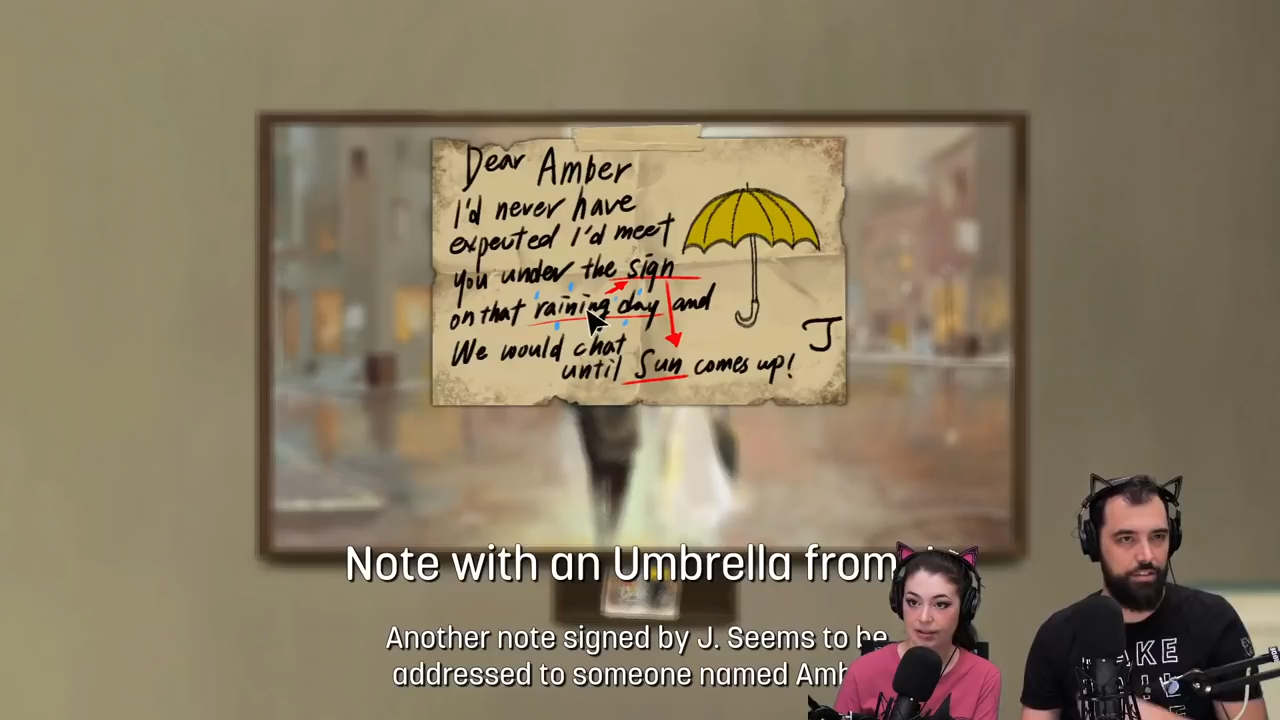 Dear Amber
I'd never have
expected I'd meet
you under the sign
on that raining day and
We would chat
until Sun comes up!
J
Note with an Umbrella from
Another note signed by J. Seems to be
addressed to someone named Amb